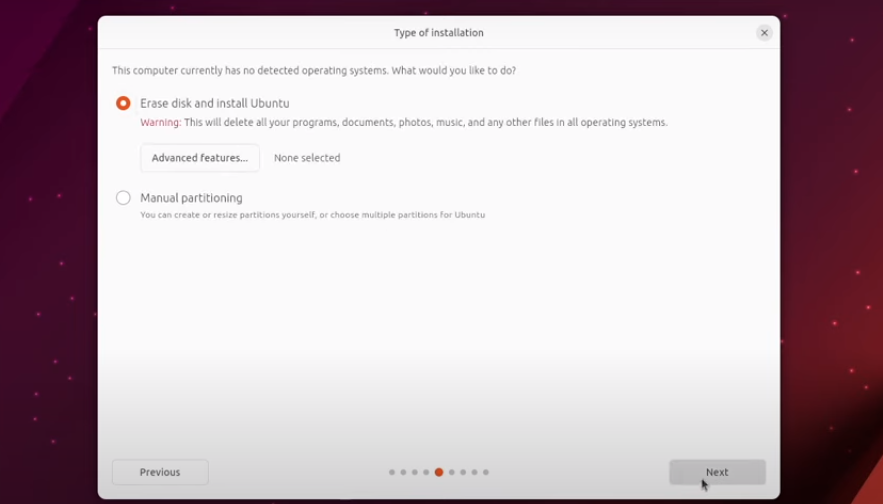 Type of installation
This computer currently has no detected operating systems. What would you like to do?
Erase disk and install Ubuntu
Warning: This will delete all your programs, documents, photos, music, and any other files in all operating systems.
Advanced features... None selected
Manual partitioning
You can create or resize partitions yourself, or choose multiple partitions for Ubuntu
Previous Next